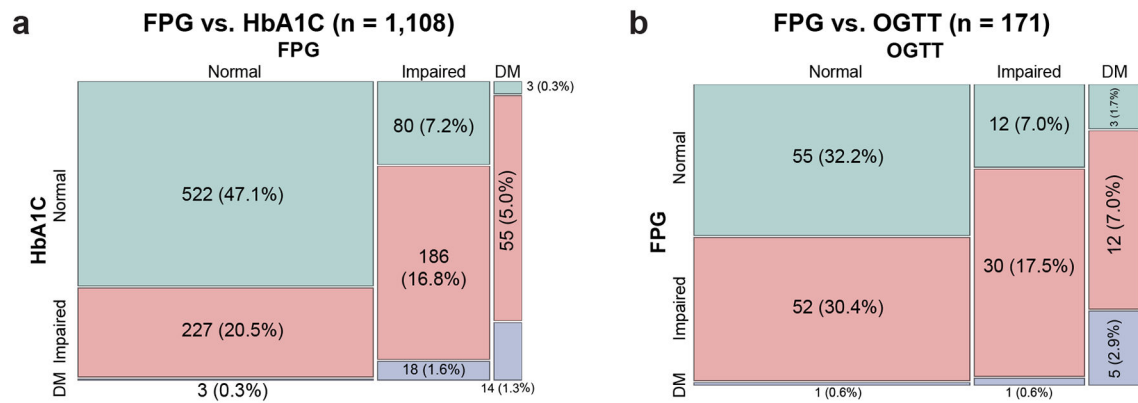 a
FPG vs. HbA1C (n = 1,108)
FPG
Normal
Impaired
DM
HbA1C
Normal
Impaired
DM
522 (47.1%)
80 (7.2%)
3 (0.3%)
227 (20.5%)
186
(16.8%)
55 (5.0%)
3 (0.3%)
18 (1.6%)
14 (1.3%)
b
FPG vs. OGTT (n = 171)
OGTT
Normal
Impaired
DM
FPG
Normal
Impaired
DM
55 (32.2%)
12 (7.0%)
3 (1.7%)
52 (30.4%)
30 (17.5%)
12 (7.0%)
1 (0.6%)
1 (0.6%)
5 (2.9%)